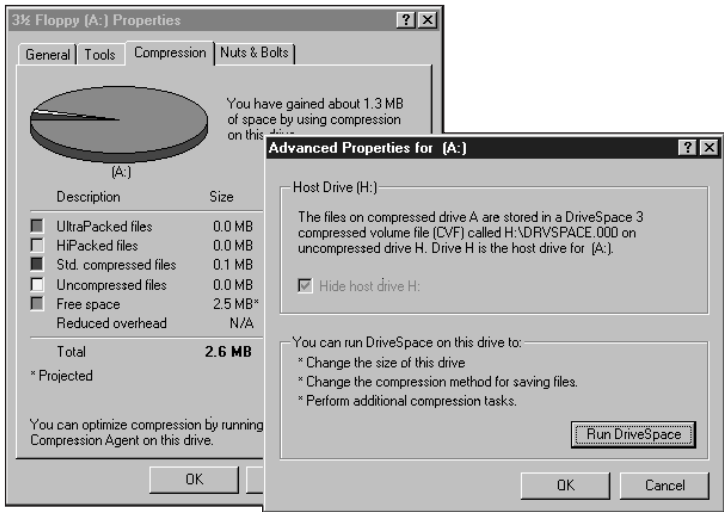 3½ Floppy (A:) Properties
General Tools Compression Nuts & Bolts
You have gained about 1.3 MB
of space by using compression
on this drive.
(A:)
Description Size
UltraPacked files 0.0 MB
HiPacked files 0.0 MB
Std. compressed files 0.1 MB
Uncompressed files 0.0 MB
Free space 2.5 MB*
Reduced overhead N/A
Total 2.6 MB
* Projected
You can optimize compression by running
Compression Agent on this drive.
OK
Advanced Properties for (A:)
Host Drive (H:)
The files on compressed drive A are stored in a DriveSpace 3
compressed volume file (CVF) called H:\DRVSPACE.000 on
uncompressed drive H. Drive H is the host drive for (A:).
Hide host drive H:
You can run DriveSpace on this drive to:
* Change the size of this drive
* Change the compression method for saving files.
* Perform additional compression tasks.
Run DriveSpace
OK Cancel